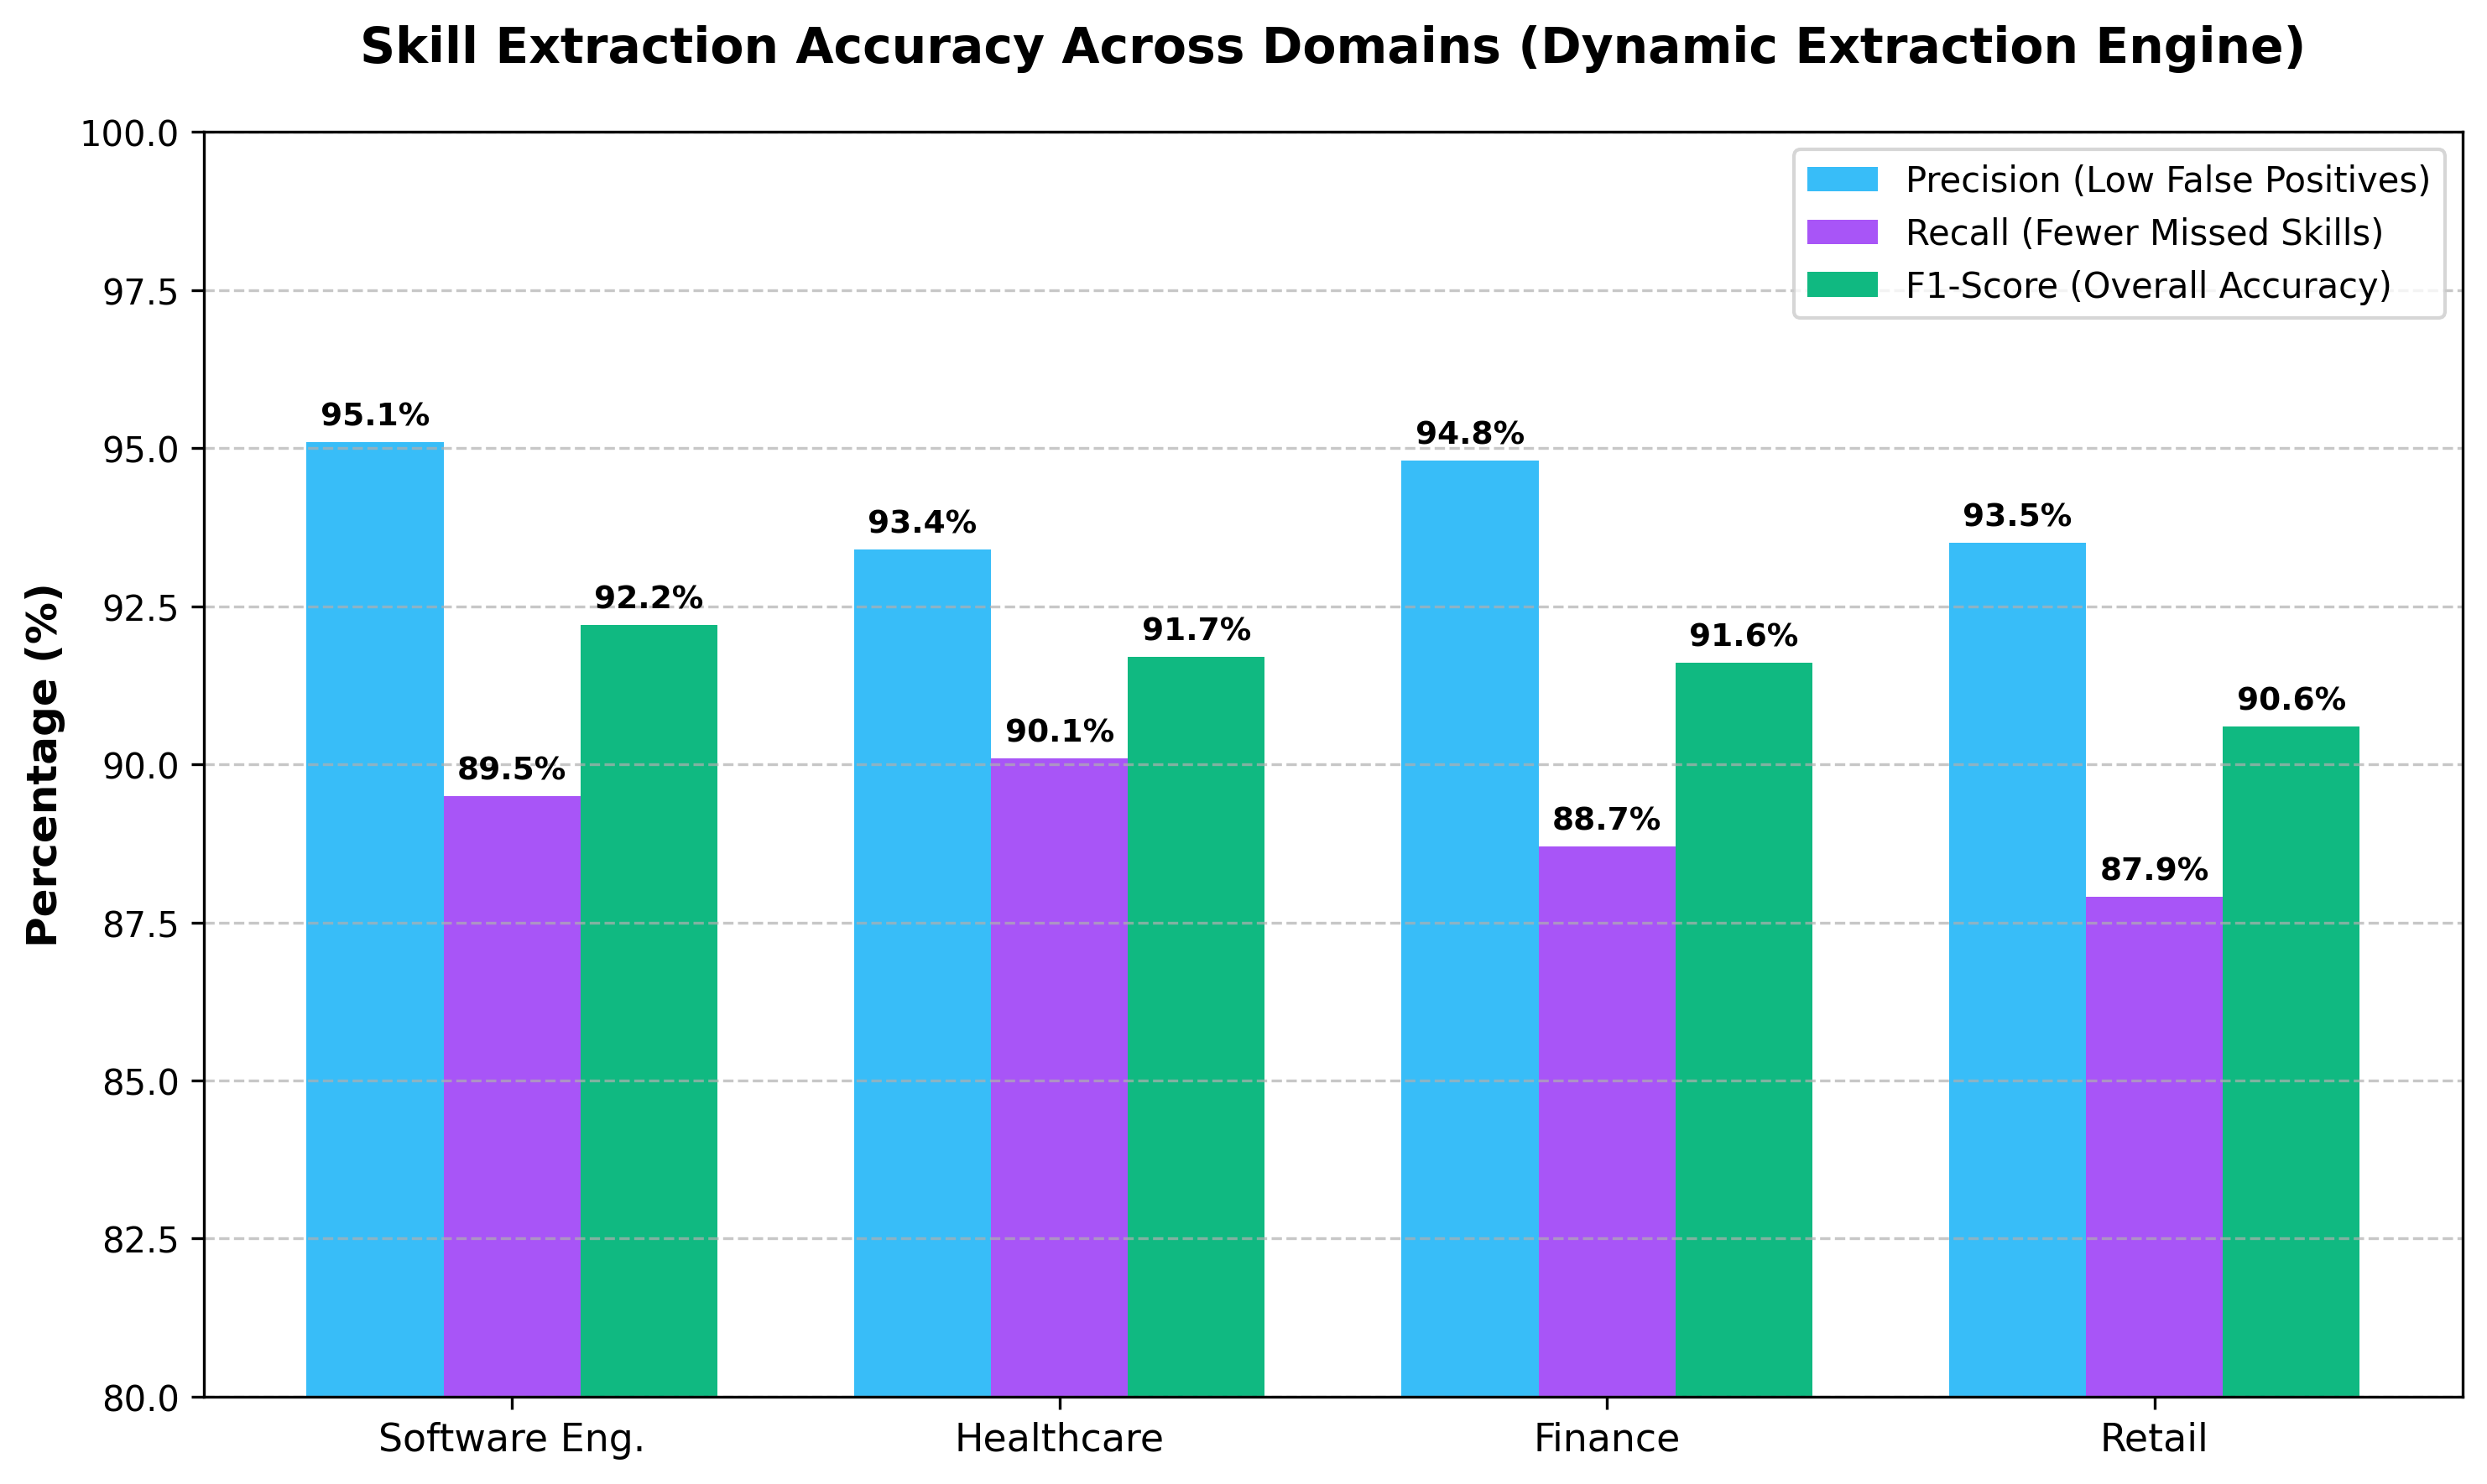 Skill Extraction Accuracy Across Domains (Dynamic Extraction Engine)
Percentage (%)
100.0
97.5
95.0
92.5
90.0
87.5
85.0
82.5
80.0
Precision (Low False Positives)
Recall (Fewer Missed Skills)
F1-Score (Overall Accuracy)
95.1%
89.5%
92.2%
93.4%
90.1%
91.7%
94.8%
88.7%
91.6%
93.5%
87.9%
90.6%
Software Eng.
Healthcare
Finance
Retail